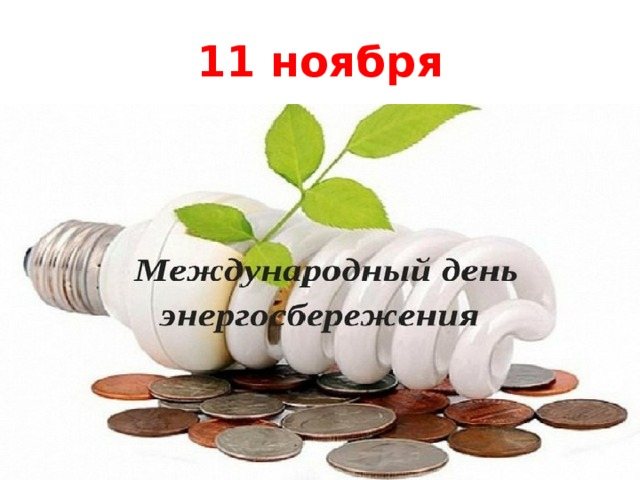 11 ноября
Международный день
энергосбережения